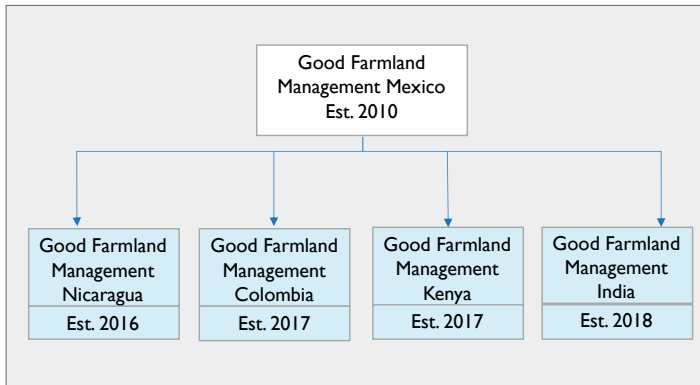 Good Farmland
Management Mexico
Est. 2010
Good Farmland
Management
Nicaragua
Est. 2016
Good Farmland
Management
Colombia
Est. 2017
Good Farmland
Management
Kenya
Est. 2017
Good Farmland
Management
India
Est. 2018